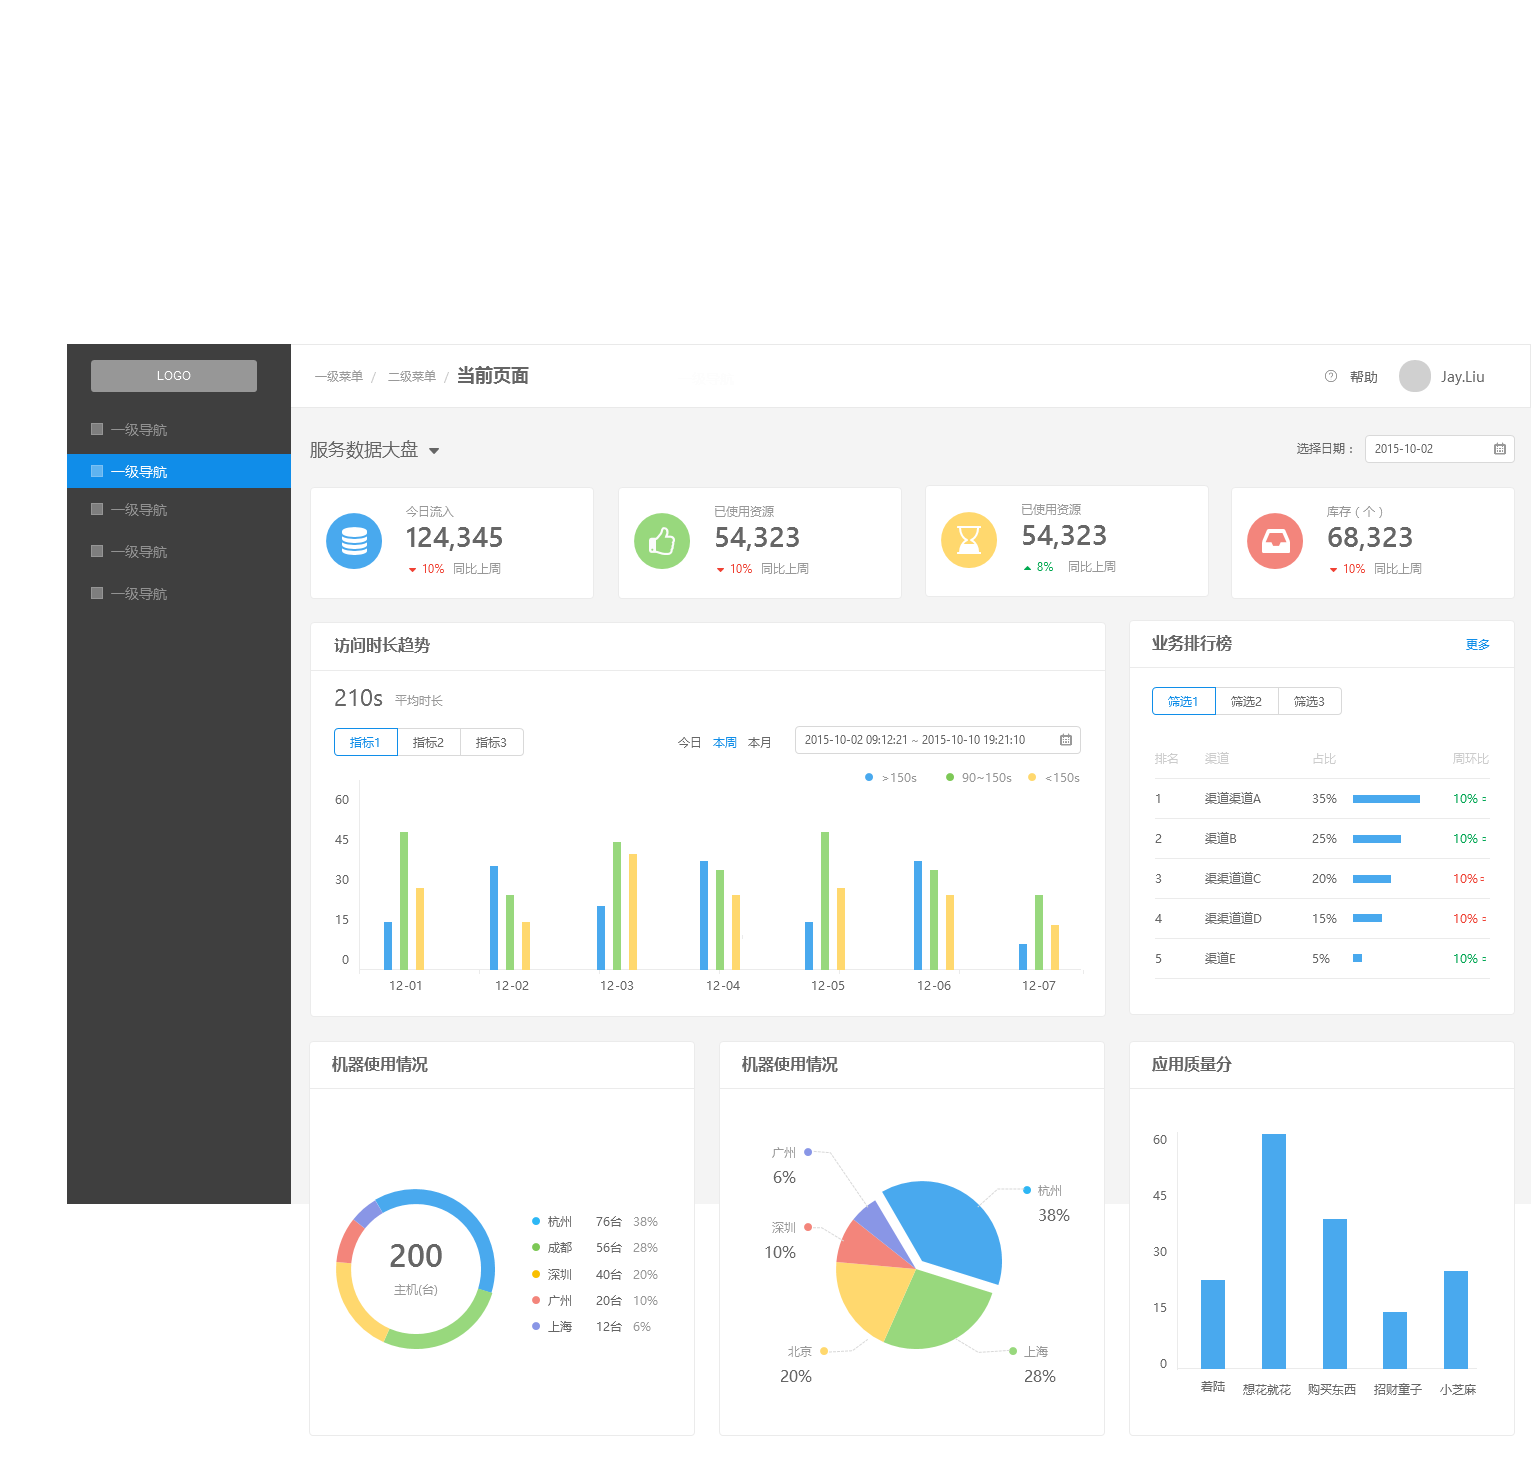 LOGO
一级导航
一级导航
一级导航
一级导航
一级导航
一级菜单 / 二级菜单 / 当前页面
帮助 Jay.Liu
服务数据大盘
选择日期： 2015-10-02
今日流入
124,345
10% 同比上周
已使用资源
54,323
10% 同比上周
已使用资源
54,323
8% 同比上周
库存（个）
68,323
10% 同比上周
访问时长趋势
210s 平均时长
指标1 指标2 指标3
今日 本周 本月 2015-10-02 09:12:21 ~ 2015-10-10 19:21:10
>150s 90~150s <150s
60
45
30
15
0
12-01 12-02 12-03 12-04 12-05 12-06 12-07
业务排行榜 更多
筛选1 筛选2 筛选3
排名 渠道 占比 周环比
1 渠道渠道A 35% 10%
2 渠道B 25% 10%
3 渠渠道道C 20% 10%
4 渠渠道道D 15% 10%
5 渠道E 5% 10%
机器使用情况
200
主机(台)
杭州 76台 38%
成都 56台 28%
深圳 40台 20%
广州 20台 10%
上海 12台 6%
机器使用情况
广州
6%
杭州
38%
深圳
10%
北京
20%
上海
28%
应用质量分
60
45
30
15
0
着陆 想花就花 购买东西 招财童子 小芝麻